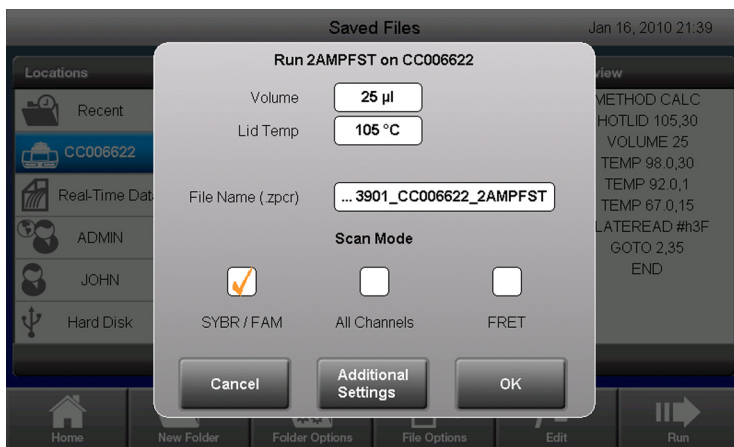 Saved Files
Jan 16, 2010 21:39
Locations
Recent
CC006622
Real-Time Dat
ADMIN
JOHN
Hard Disk
Run 2AMPFST on CC006622
Volume
25 µl
Lid Temp
105 °C
File Name (.zpcr)
... 3901_CC006622_2AMPFST
Scan Mode
SYBR / FAM
All Channels
FRET
Cancel
Additional
Settings
OK
view
METHOD CALC
HOTLID 105,30
VOLUME 25
TEMP 98.0,30
TEMP 92.0,1
TEMP 67.0,15
LATEREAD #h3F
GOTO 2,35
END
Home
New Folder
Folder Options
File Options
Edit
Run